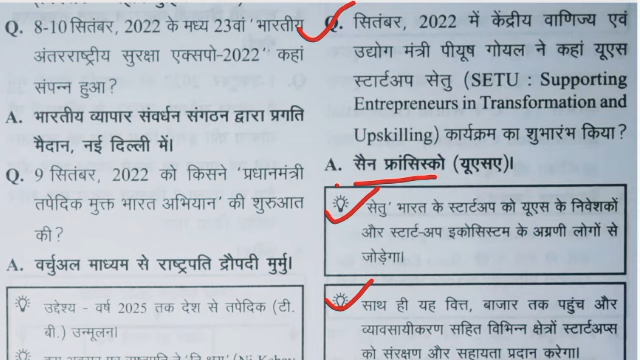 Q. 8-10 सितंबर, 2022 के मध्य 23वां 'भारतीय
अंतरराष्ट्रीय सुरक्षा एक्सपो-2022' कहां
संपन्न हुआ?
A. भारतीय व्यापार संवर्धन संगठन द्वारा प्रगति
मैदान, नई दिल्ली में।
Q. 9 सितंबर, 2022 को किसने 'प्रधानमंत्री
तपेदिक मुक्त भारत अभियान' की शुरुआत
की?
A. वर्चुअल माध्यम से राष्ट्रपति द्रौपदी मुर्मु।
उद्देश्य - वर्ष 2025 तक देश से तपेदिक (टी.
बी.) उन्मूलन।
Q. सितंबर, 2022 में केंद्रीय वाणिज्य एवं
उद्योग मंत्री पीयूष गोयल ने कहां यूएस
स्टार्टअप सेतु (SETU : Supporting
Entrepreneurs in Transformation and
Upskilling) कार्यक्रम का शुभारंभ किया?
A. सैन फ्रांसिस्को (यूएसए)।
सेतु' भारत के स्टार्टअप को यूएस के निवेशकों
और स्टार्ट-अप इकोसिस्टम के अग्रणी लोगों से
जोड़ेगा।
साथ ही यह वित्त, बाजार तक पहुंच और
व्यावसायीकरण सहित विभिन्न क्षेत्रों स्टार्टअप्स
को संरक्षण और सहायता प्रदान करेगा।